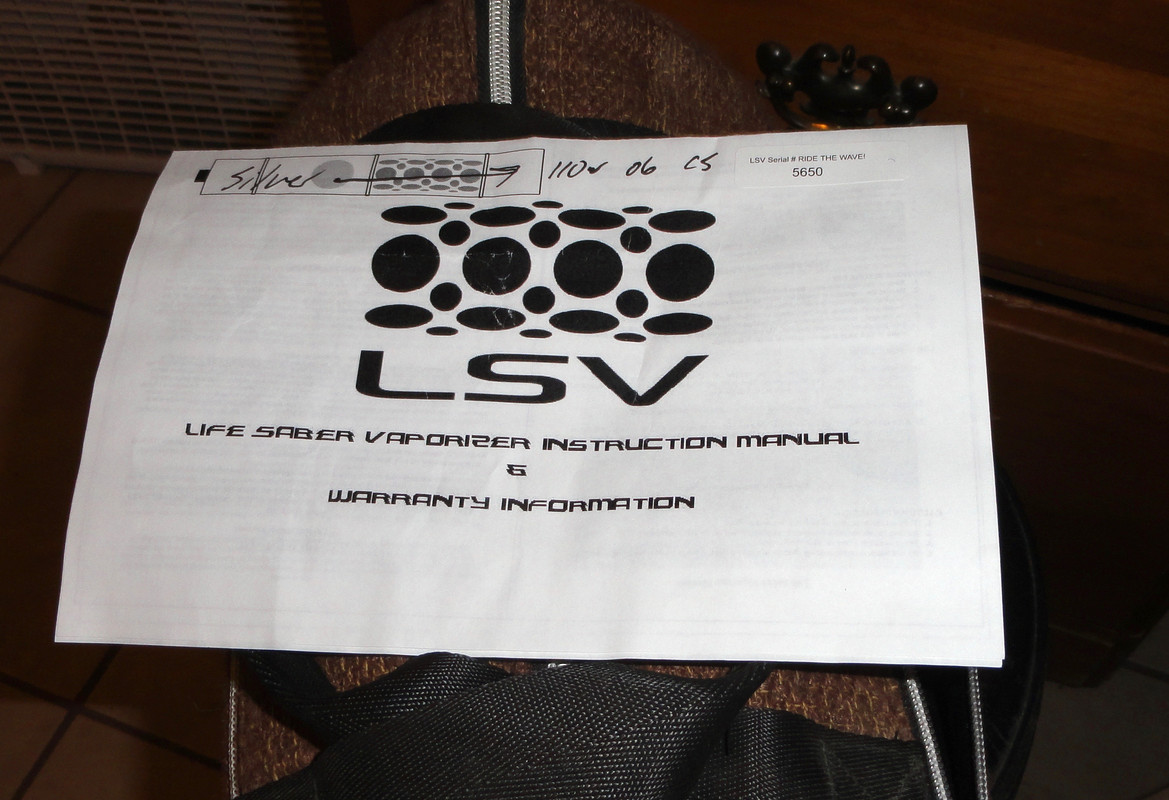 Silver 110v 06 CS
LSV Serial # RIDE THE WAVE!
5650
LSV
LIFE SABER VAPORIZER INSTRUCTION MANUAL
&
WARRANTY INFORMATION